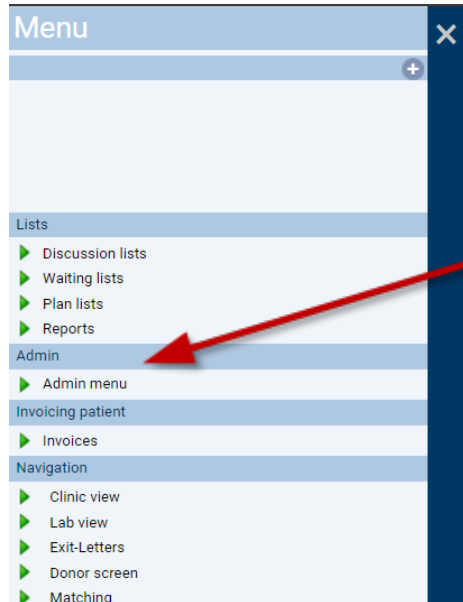 Menu
Lists
Discussion lists
Waiting lists
Plan lists
Reports
Admin
Admin menu
Invoicing patient
Invoices
Navigation
Clinic view
Lab view
Exit-Letters
Donor screen
Matching